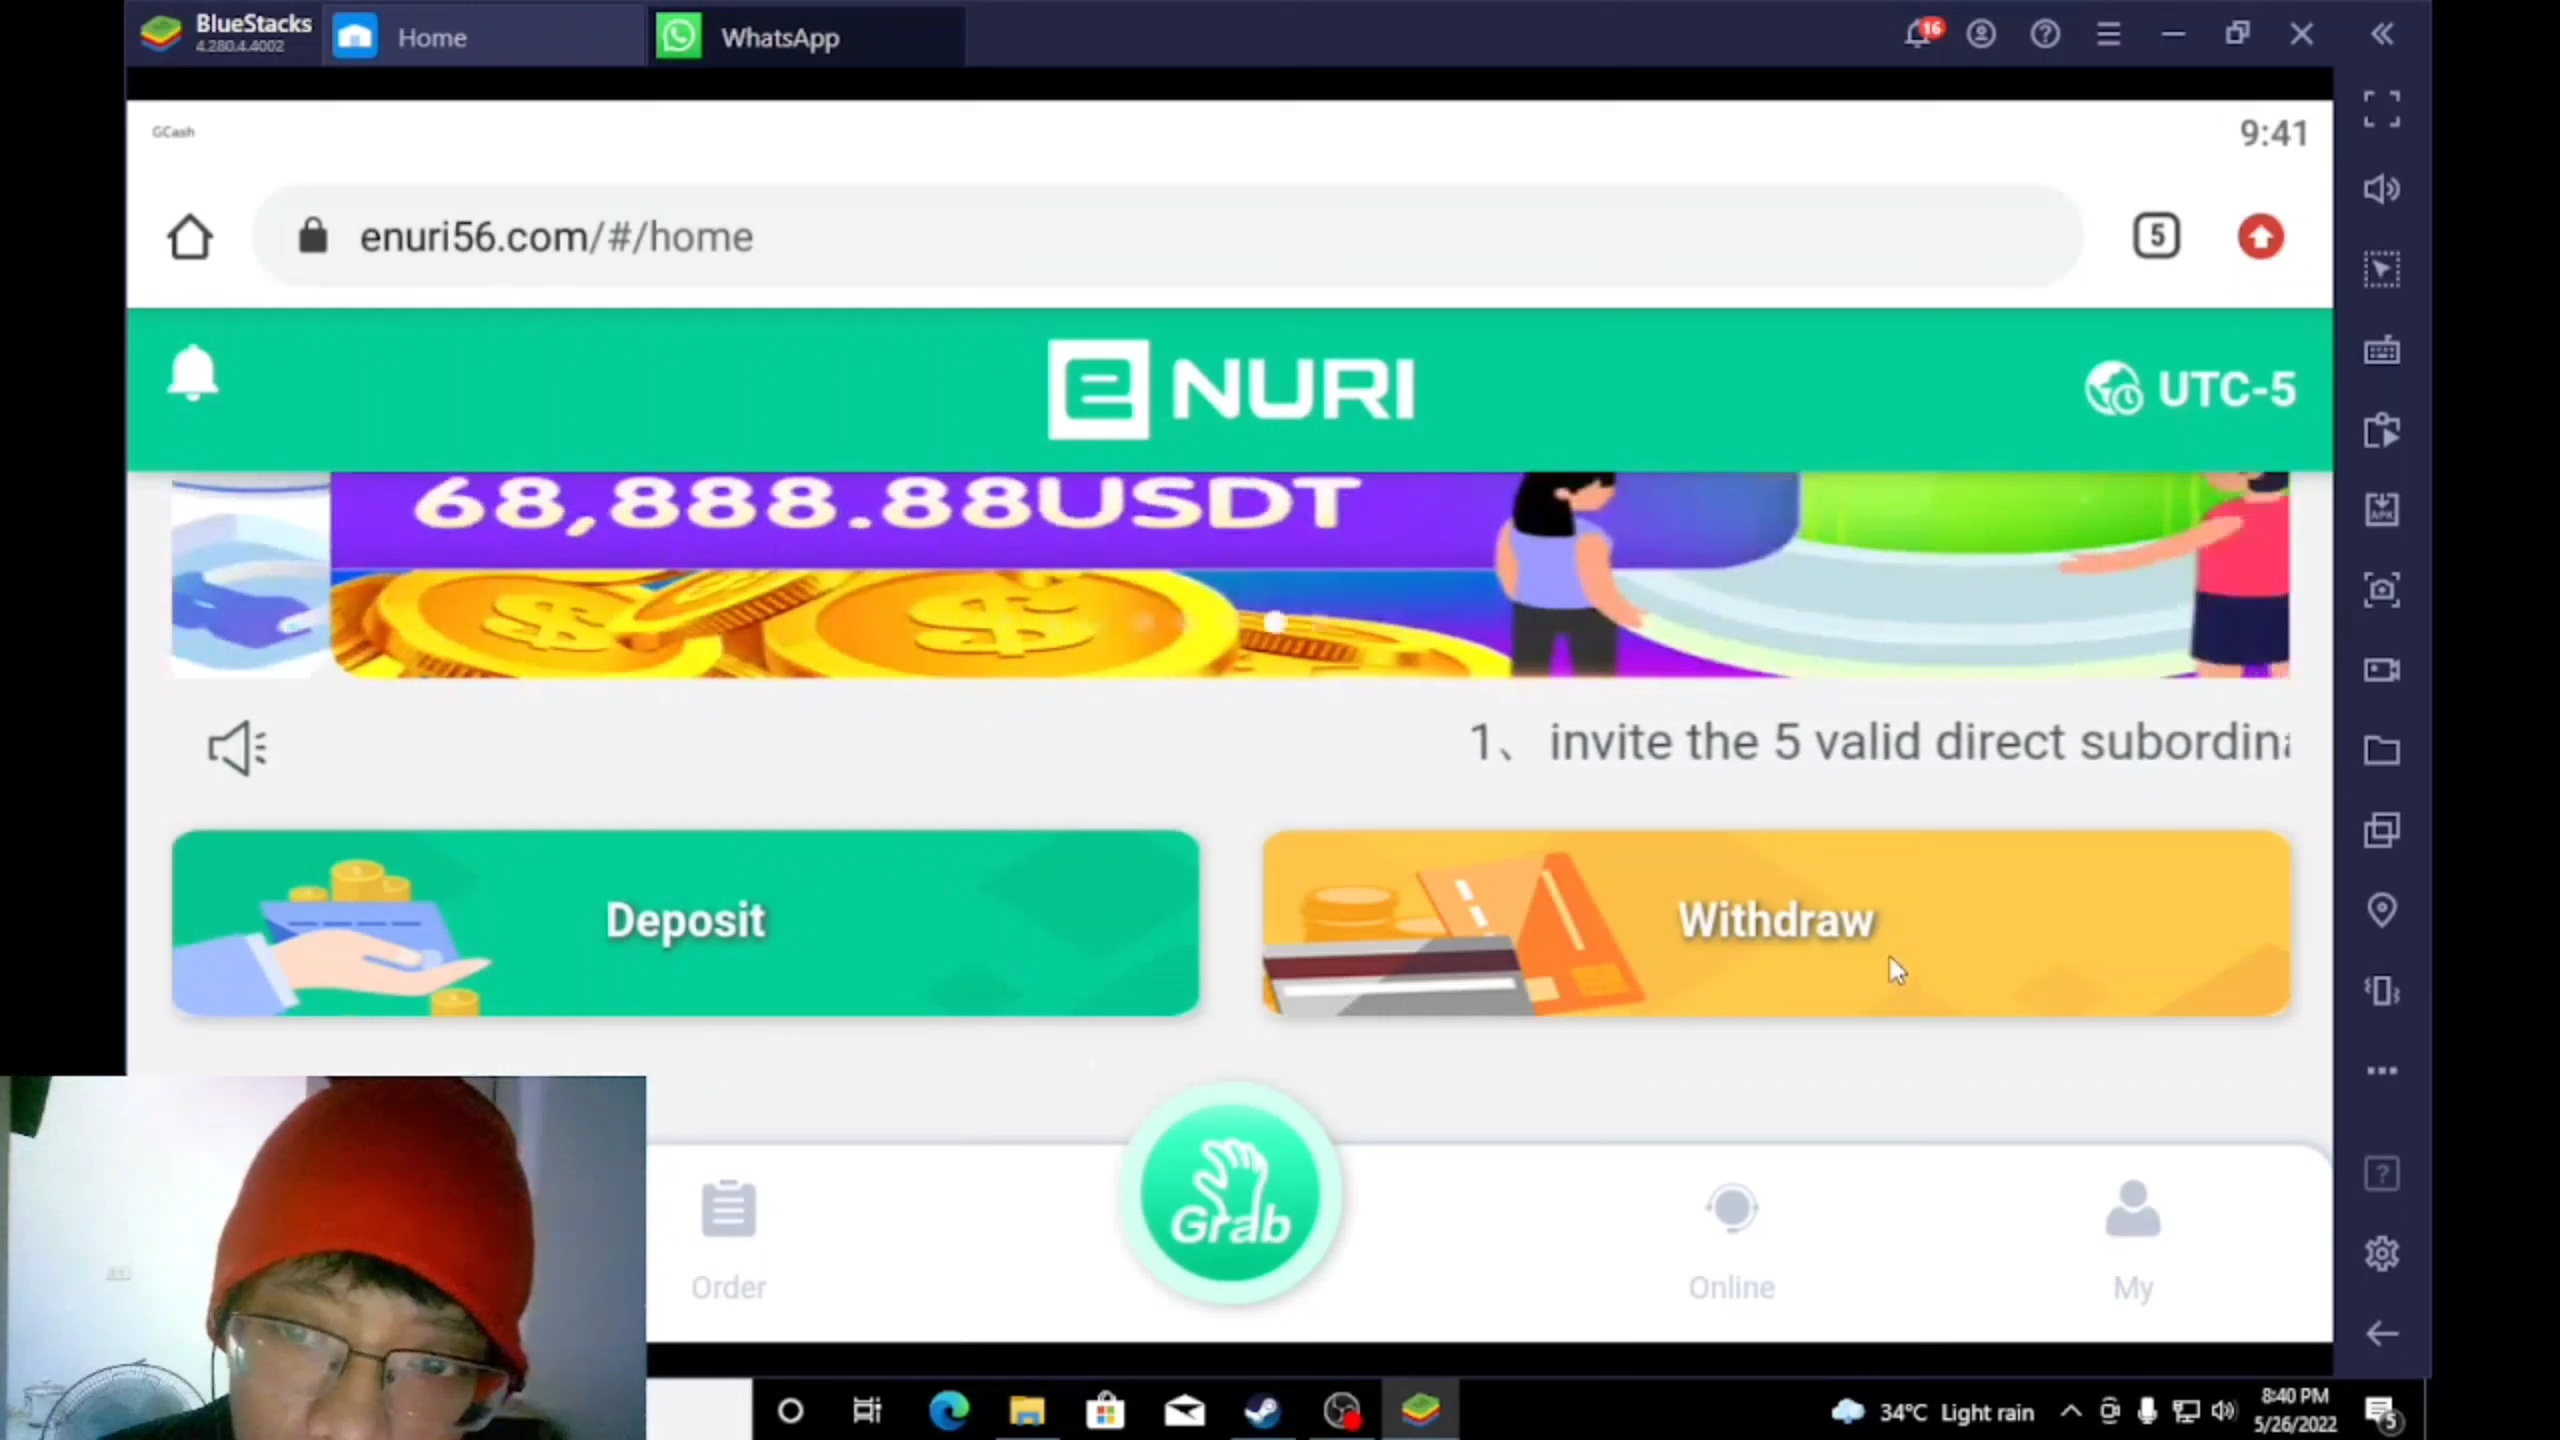 BlueStacks
4.280.4.4002
Home
WhatsApp
16
GCash
9:41
enuri56.com/#/home
5
NURI
UTC-5
68,888.88USDT
1、 invite the 5 valid direct
Deposit
Withdraw
Grab
Order
Online
My
34°C Light rain
8:40 PM
5/26/2022
5